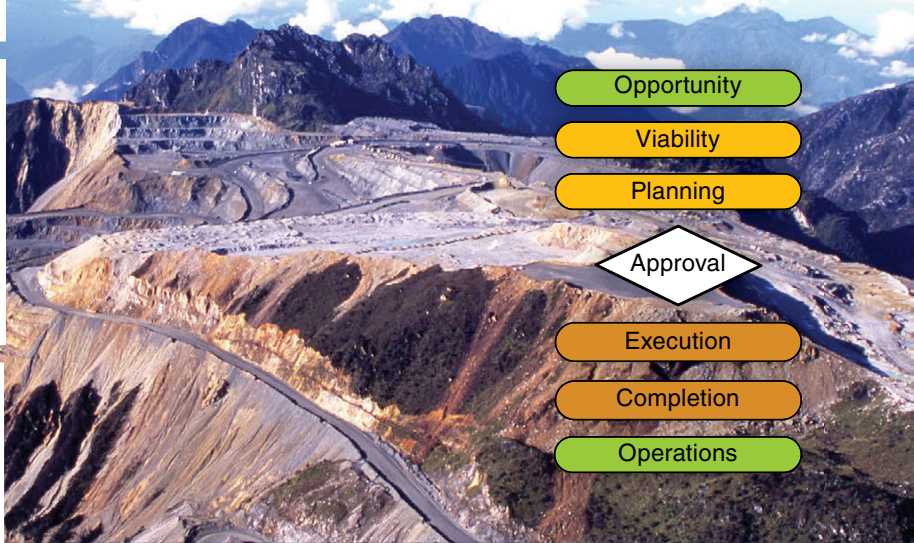 Opportunity
Viability
Planning
Approval
Execution
Completion
Operations